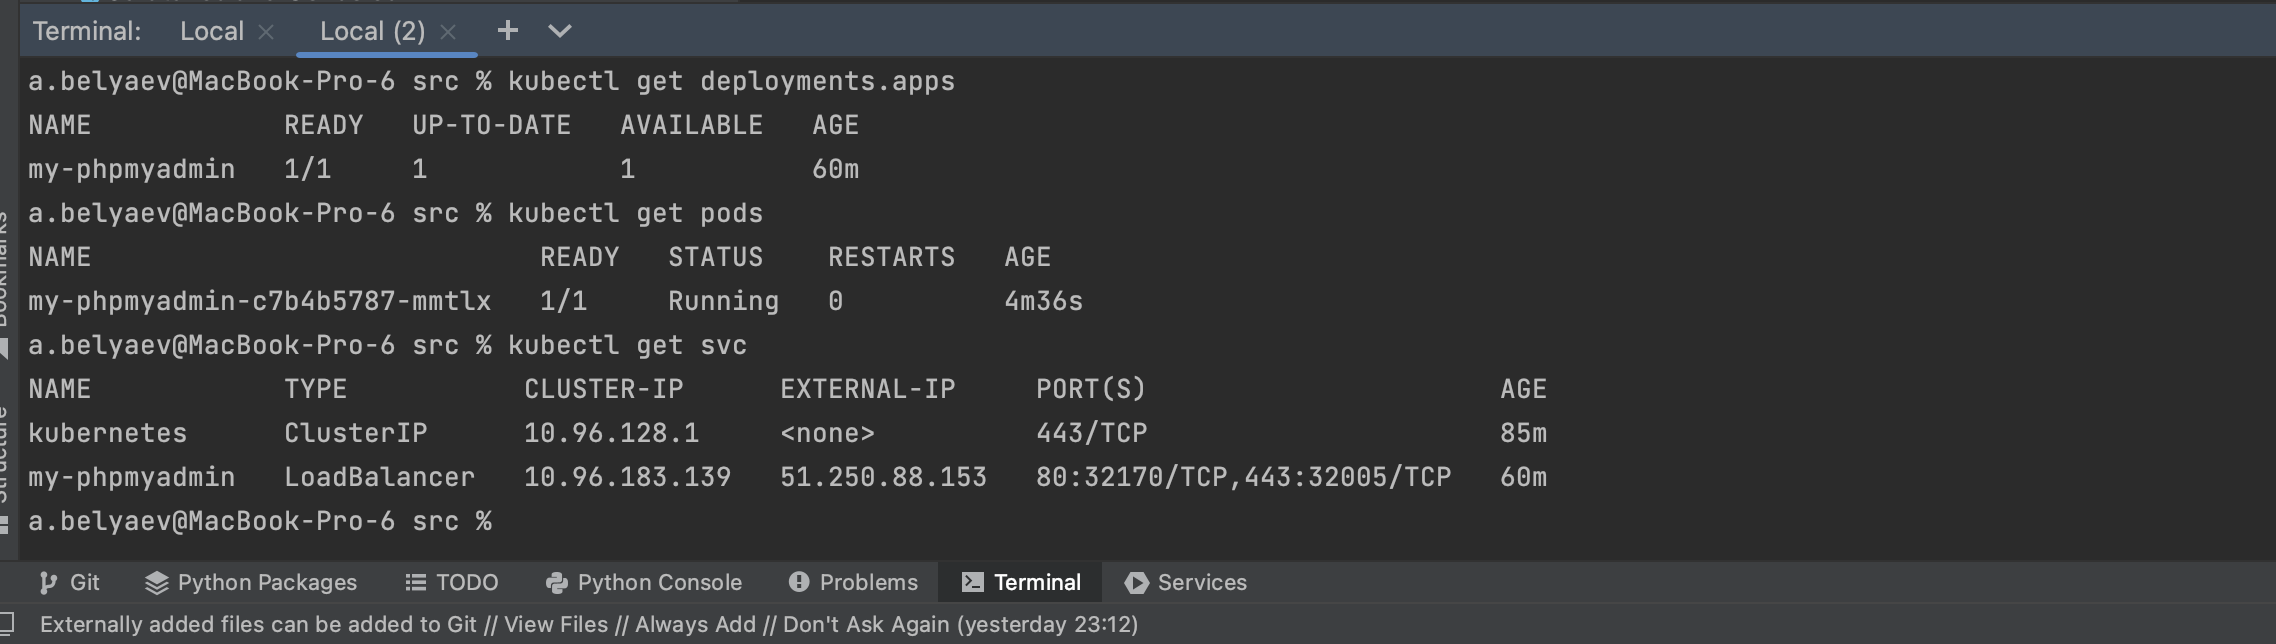 Terminal: Local Local (2)
a.belyaev@MacBook-Pro-6 src % kubectl get deployments.apps
NAME READY UP-TO-DATE AVAILABLE AGE
my-phpmyadmin 1/1 1 1 60m
a.belyaev@MacBook-Pro-6 src % kubectl get pods
NAME READY STATUS RESTARTS AGE
my-phpmyadmin-c7b4b5787-mmtlx 1/1 Running 0 4m36s
a.belyaev@MacBook-Pro-6 src % kubectl get svc
NAME TYPE CLUSTER-IP EXTERNAL-IP PORT(S) AGE
kubernetes ClusterIP 10.96.128.1 <none> 443/TCP 85m
my-phpmyadmin LoadBalancer 10.96.183.139 51.250.88.153 80:32170/TCP,443:32005/TCP 60m
a.belyaev@MacBook-Pro-6 src %
Bookmarks
Structure
Git Python Packages TODO Python Console Problems Terminal Services
Externally added files can be added to Git // View Files // Always Add // Don't Ask Again (yesterday 23:12)